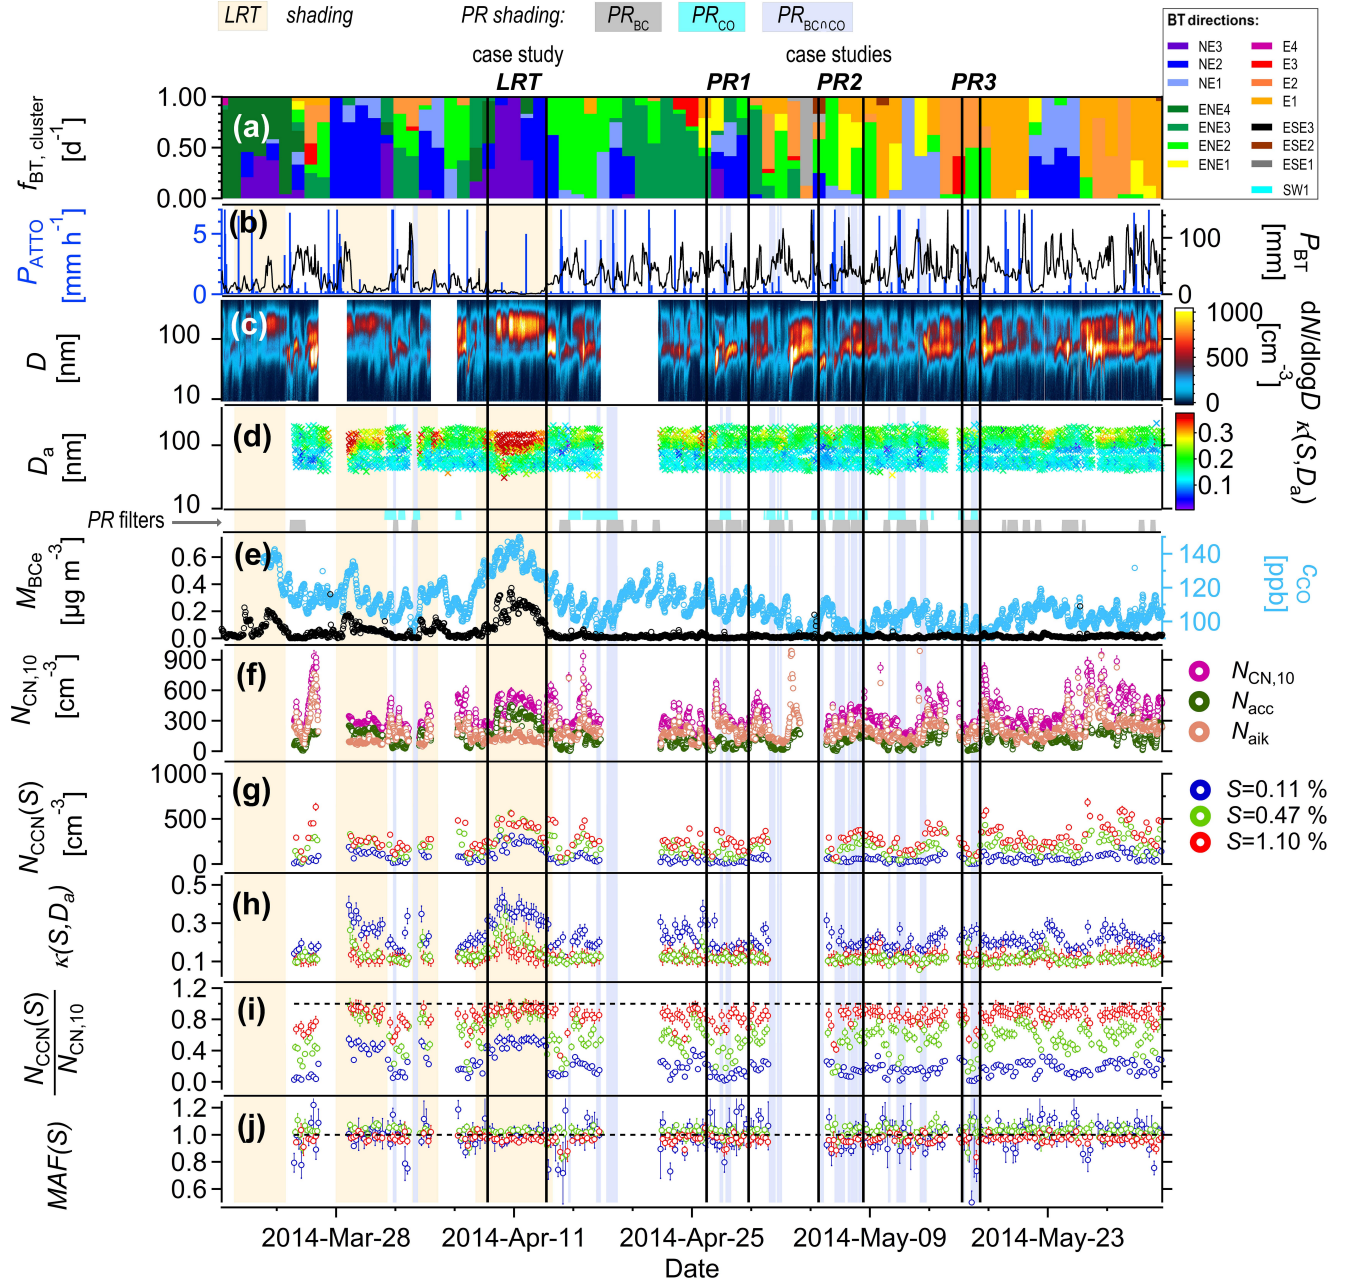 LRT shading PR shading: PR_BC PR_CO PR_BC∩CO
BT directions:
NE3 E4
NE2 E3
NE1 E2
E1
ENE4
ENE3 ESE3
ENE2 ESE2
ENE1 ESE1
SW1
case study case studies
LRT PR1 PR2 PR3
(a)
f_BT, cluster
[d⁻¹]
1.00
0.50
0.00
(b)
P_ATTO
[mm h⁻¹]
5
0
100
0
P_BT
[mm]
(c)
D
[nm]
100
10
1000
500
0
dN/dlogD
[cm⁻³]
(d)
D_a
[nm]
100
10
0.3
0.2
0.1
κ(S,D_a)
PR filters
(e)
M_BCe
[µg m⁻³]
0.6
0.4
0.2
0.0
140
120
100
c_CO
[ppb]
(f)
N_CN,10
[cm⁻³]
900
600
300
0
N_CN,10
N_acc
N_aik
(g)
N_CCN(S)
[cm⁻³]
1000
500
0
S=0.11 %
S=0.47 %
S=1.10 %
(h)
κ(S,D_a)
0.5
0.3
0.1
(i)
N_CCN(S)
N_CN,10
1.2
0.8
0.4
0.0
(j)
MAF(S)
1.2
1.0
0.8
0.6
2014-Mar-28 2014-Apr-11 2014-Apr-25 2014-May-09 2014-May-23
Date